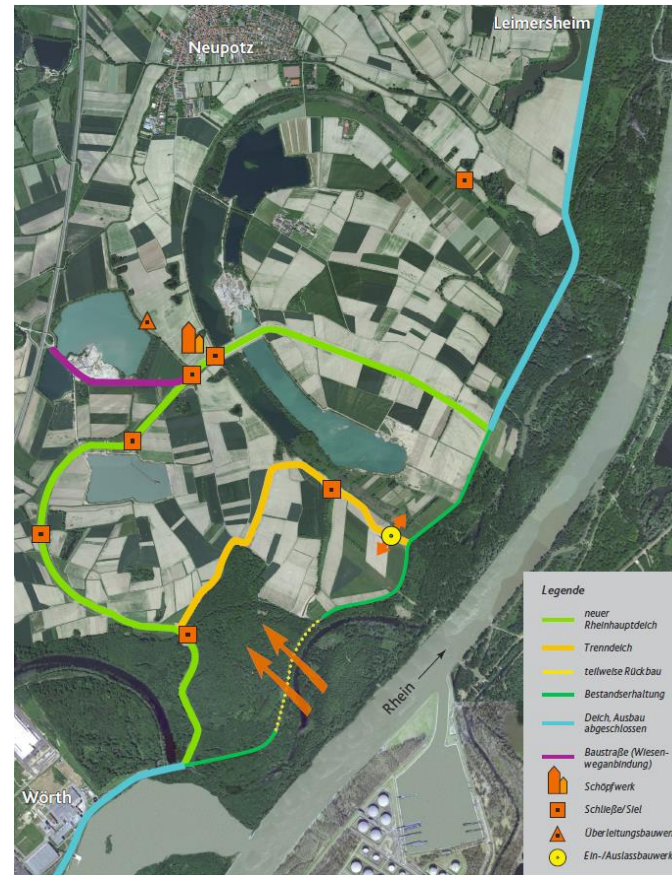 Leimersheim
Neupotz
Rhein
Wörth
Legende
neuer
Rheinhauptdeich
Trenndeich
teilweise Rückbau
Bestandserhaltung
Deich, Ausbau
abgeschlossen
Baustraße (Wiesen-
weganbindung)
Schöpfwerk
Schließe/Siel
Überleitungsbauwerk
Ein-/Auslassbauwerk